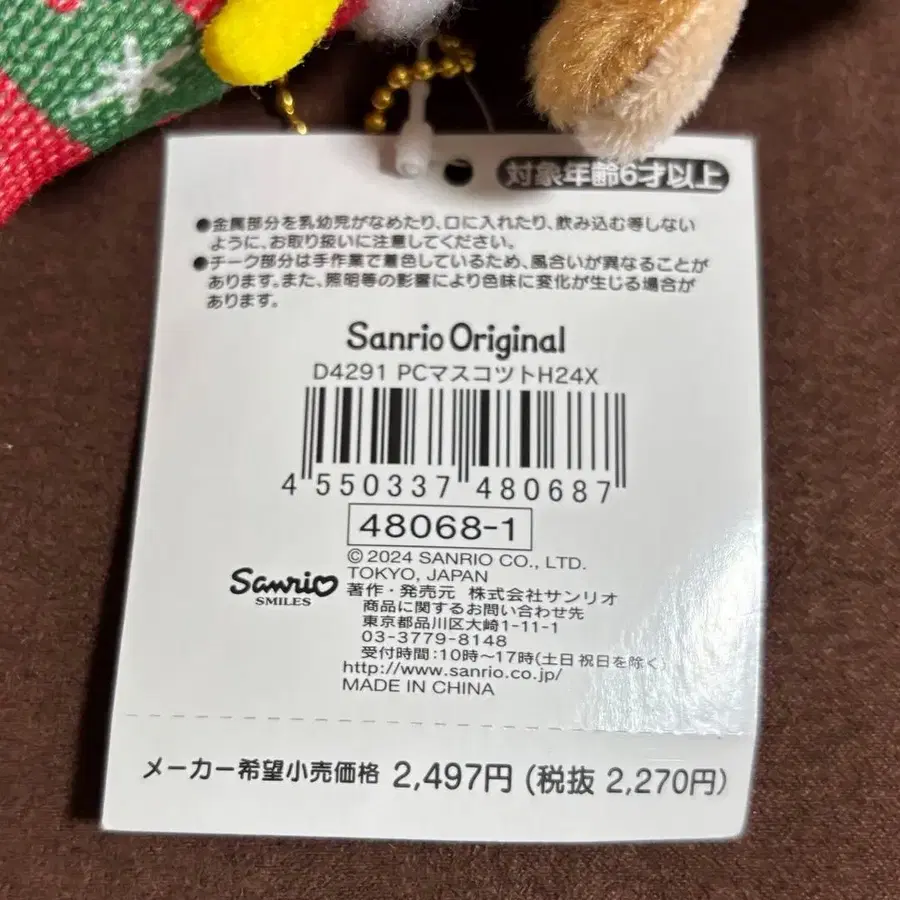 対象年齢6才以上
●金属部分を乳幼児がなめたり、口に入れたり、飲み込む等しない
ように、お取り扱いに注意してください。
●チーク部分は手作業で着色しているため、風合いが異なることが
あります。また、照明等の影響により色味に変化が生じる場合が
あります。
Sanrio Original
D4291 PCマスコツトH24X
4 550337 480687
48068-1
© 2024 SANRIO CO., LTD.
TOKYO, JAPAN
Sanrio
SMILES
著作・発売元 株式会社サンリオ
商品に関するお問い合わせ先
東京都品川区大崎1-11-1
03-3779-8148
受付時間:10時~17時(土日祝日を除く)
http://www.sanrio.co.jp/
MADE IN CHINA
メーカー希望小売価格 2,497円 (税抜 2,270円)